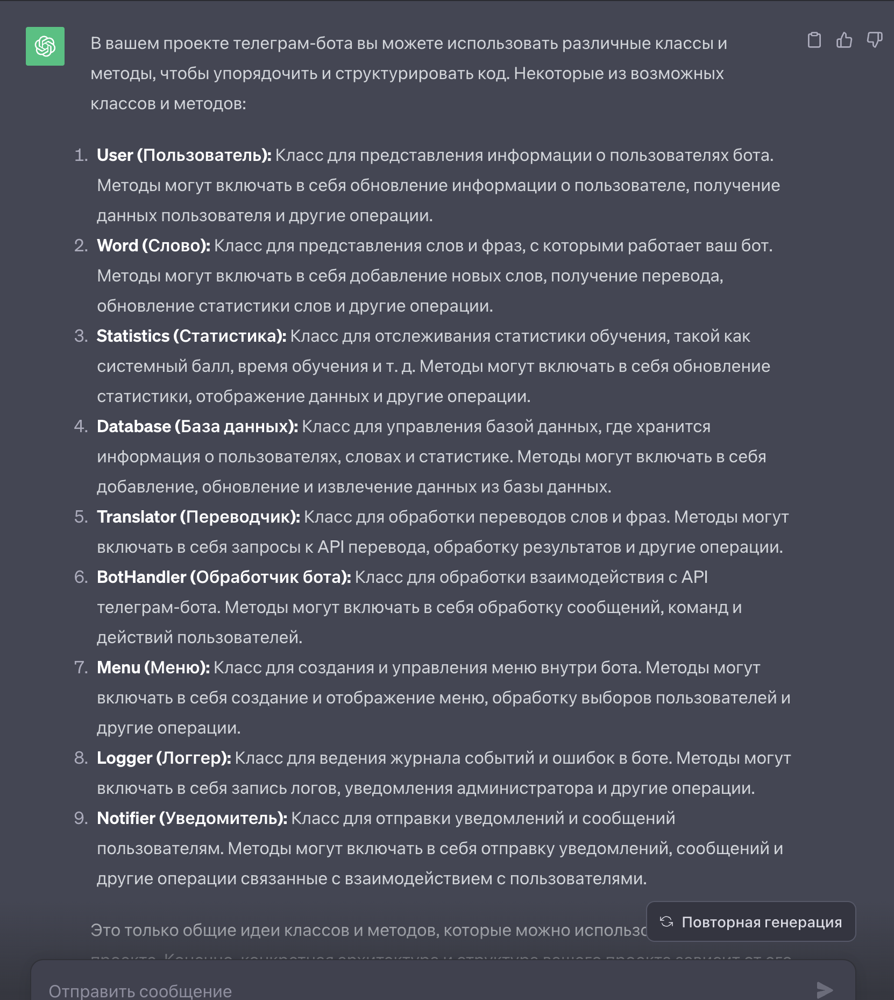 В вашем проекте телеграм-бота вы можете использовать различные классы и
методы, чтобы упорядочить и структурировать код. Некоторые из возможных
классов и методов:
1. User (Пользователь): Класс для представления информации о пользователях бота.
Методы могут включать в себя обновление информации о пользователе, получение
данных пользователя и другие операции.
2. Word (Слово): Класс для представления слов и фраз, с которыми работает ваш бот.
Методы могут включать в себя добавление новых слов, получение перевода,
обновление статистики слов и другие операции.
3. Statistics (Статистика): Класс для отслеживания статистики обучения, такой как
системный балл, время обучения и т. д. Методы могут включать в себя обновление
статистики, отображение данных и другие операции.
4. Database (База данных): Класс для управления базой данных, где хранится
информация о пользователях, словах и статистике. Методы могут включать в себя
добавление, обновление и извлечение данных из базы данных.
5. Translator (Переводчик): Класс для обработки переводов слов и фраз. Методы могут
включать в себя запросы к API перевода, обработку результатов и другие операции.
6. BotHandler (Обработчик бота): Класс для обработки взаимодействия с API
телеграм-бота. Методы могут включать в себя обработку сообщений, команд и
действий пользователей.
7. Menu (Меню): Класс для создания и управления меню внутри бота. Методы могут
включать в себя создание и отображение меню, обработку выборов пользователей и
другие операции.
8. Logger (Логгер): Класс для ведения журнала событий и ошибок в боте. Методы могут
включать в себя запись логов, уведомления администратора и другие операции.
9. Notifier (Уведомитель): Класс для отправки уведомлений и сообщений
пользователям. Методы могут включать в себя отправку уведомлений, сообщений и
другие операции связанные с взаимодействием с пользователями.
Это только общие идеи классов и методов, которые можно использо
Повторная генерация
проекте. Конечно, конкретная архитектура и структура вашего проекта зависит от его
Отправить сообщение